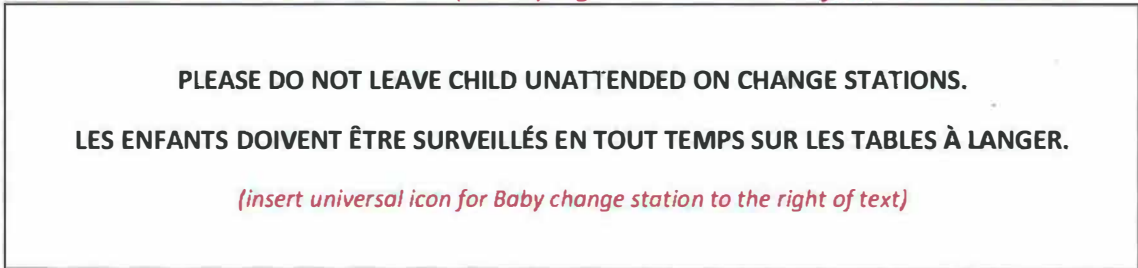 PLEASE DO NOT LEAVE CHILD UNATTENDED ON CHANGE STATIONS.
LES ENFANTS DOIVENT ÊTRE SURVEILLÉS EN TOUT TEMPS SUR LES TABLES À LANGER.
(insert universal icon for Baby change station to the right of text)